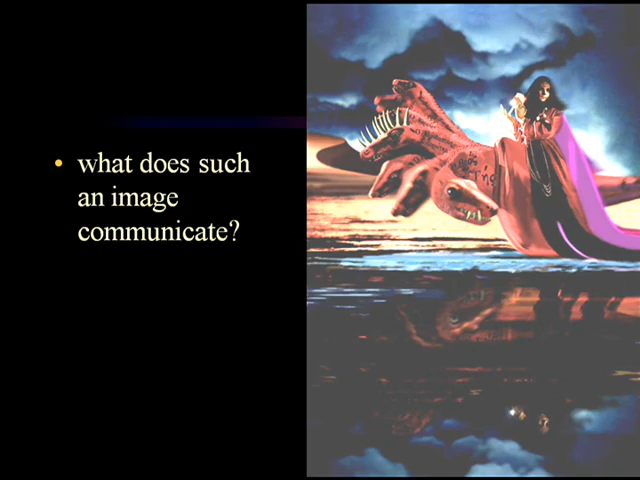 what does such
an image
communicate?